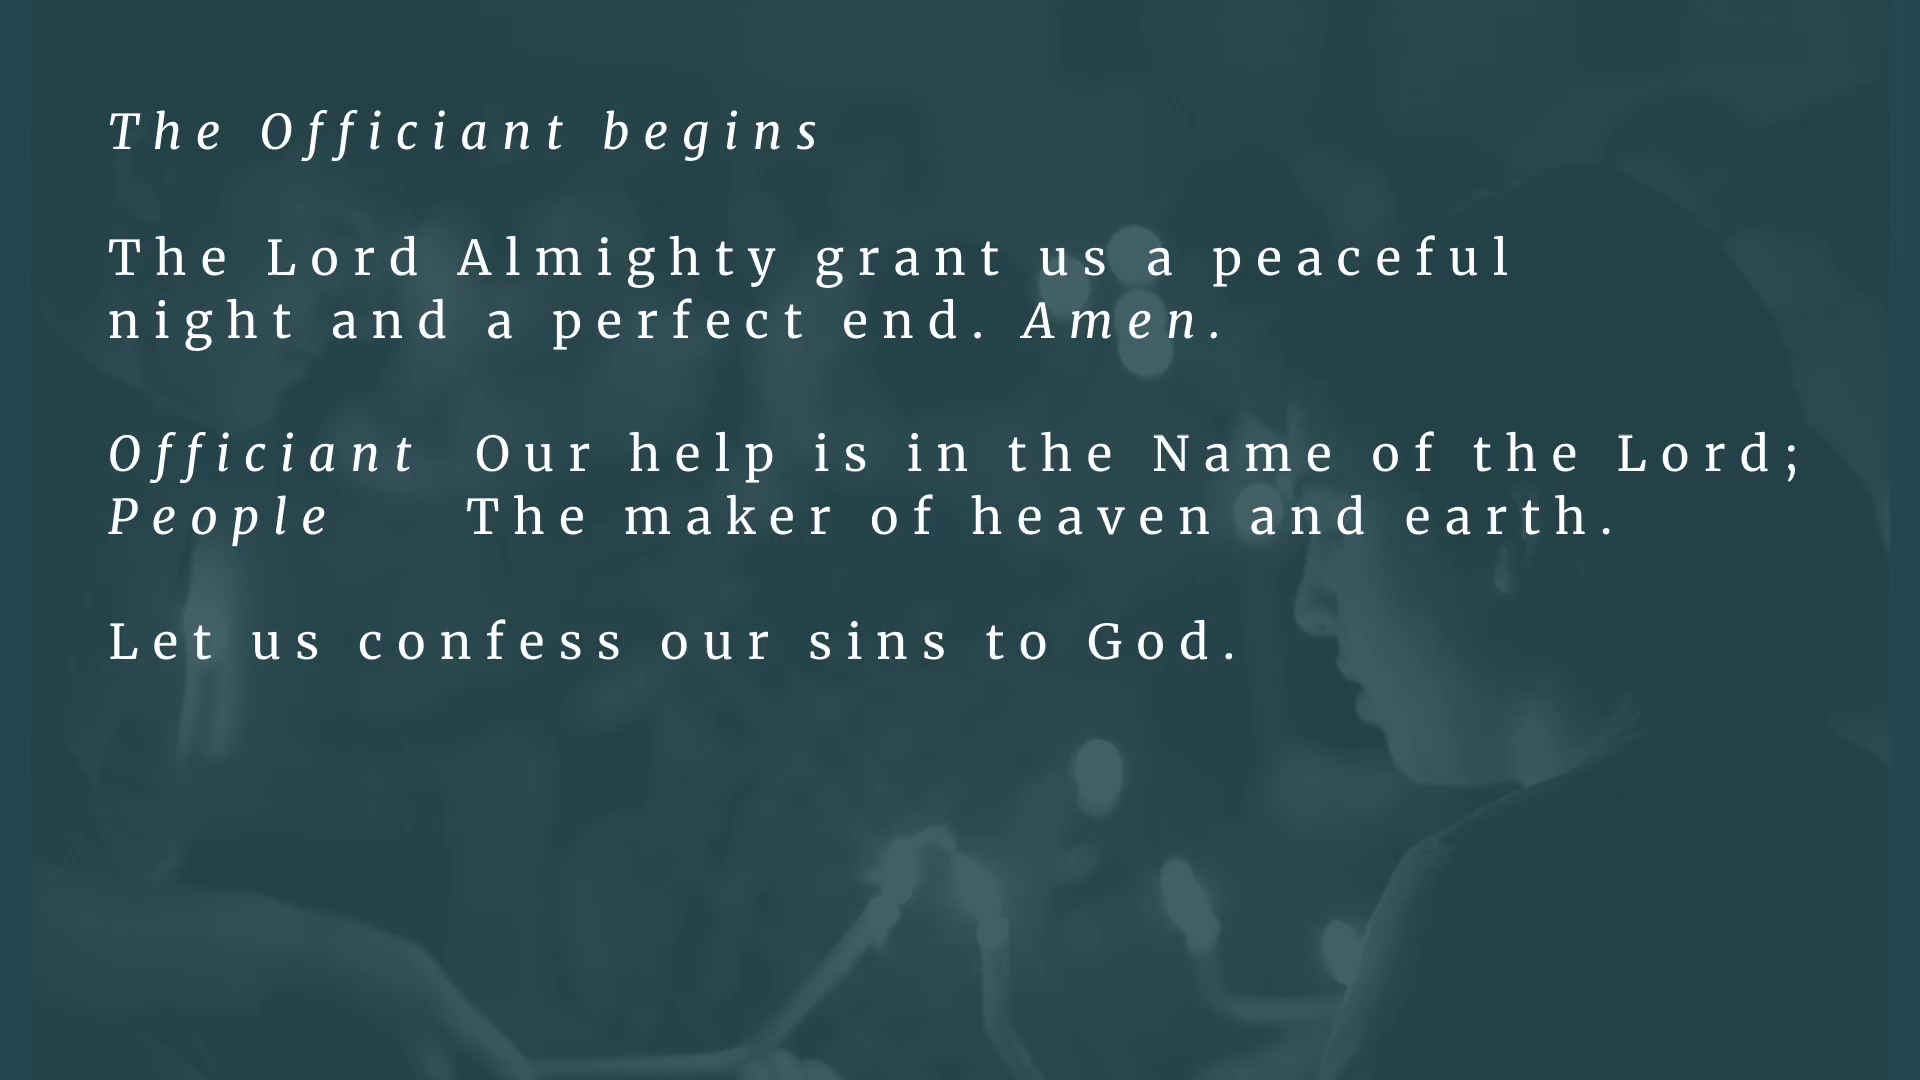 The Officiant begins
The Lord Almighty grant us a peaceful
night and a perfect end. Amen.
Officiant Our help is in the Name of the Lord;
People The maker of heaven and earth.
Let us confess our sins to God.